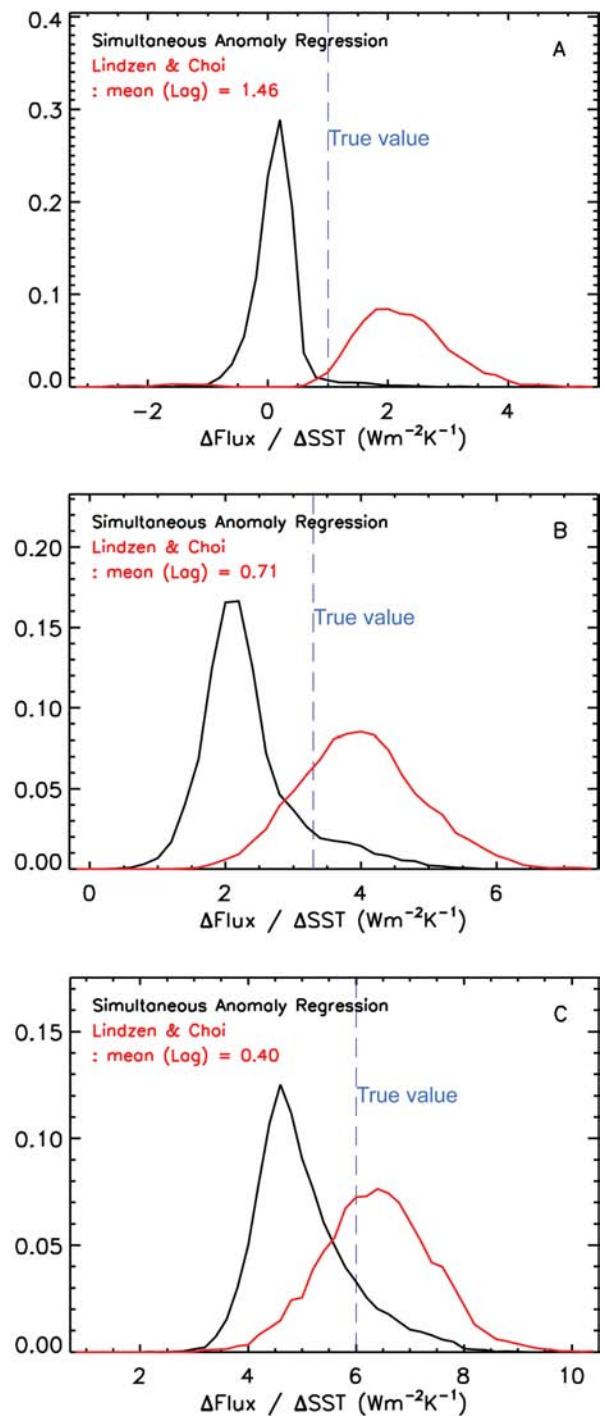 0.4
Simultaneous Anomaly Regression
A
Lindzen & Choi
: mean (Lag) = 1.46
True value
0.3
0.2
0.1
0.0
-2 0 2 4
ΔFlux / ΔSST (Wm⁻²K⁻¹)
Simultaneous Anomaly Regression
B
Lindzen & Choi
: mean (Lag) = 0.71
0.20
True value
0.15
0.10
0.05
0.00
0 2 4 6
ΔFlux / ΔSST (Wm⁻²K⁻¹)
Simultaneous Anomaly Regression
C
Lindzen & Choi
: mean (Lag) = 0.40
0.15
True value
0.10
0.05
0.00
2 4 6 8 10
ΔFlux / ΔSST (Wm⁻²K⁻¹)